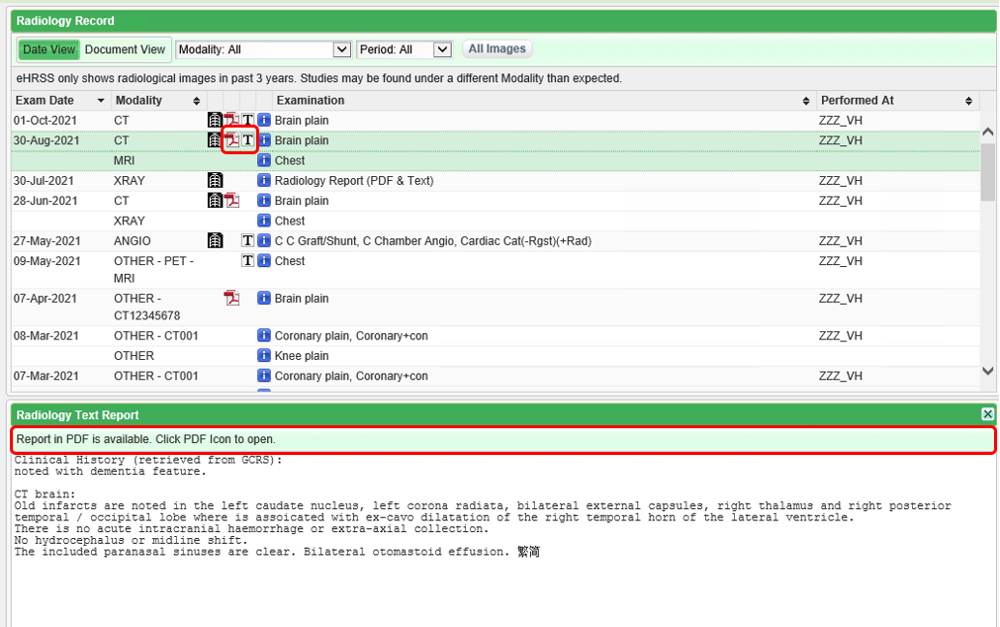 Radiology Record
Date View Document View Modality: All Period: All All Images
eHRSS only shows radiological images in past 3 years. Studies may be found under a different Modality than expected.
Exam Date Modality Examination Performed At
01-Oct-2021 CT T i Brain plain ZZZ_VH
30-Aug-2021 CT T i Brain plain ZZZ_VH
MRI i Chest
30-Jul-2021 XRAY i Radiology Report (PDF & Text) ZZZ_VH
28-Jun-2021 CT i Brain plain ZZZ_VH
XRAY i Chest
27-May-2021 ANGIO T i C C Graft/Shunt, C Chamber Angio, Cardiac Cat(-Rgst)(+Rad) ZZZ_VH
09-May-2021 OTHER - PET - T i Chest ZZZ_VH
MRI
07-Apr-2021 OTHER - i Brain plain ZZZ_VH
CT12345678
08-Mar-2021 OTHER - CT001 i Coronary plain, Coronary+con ZZZ_VH
OTHER i Knee plain
07-Mar-2021 OTHER - CT001 i Coronary plain, Coronary+con ZZZ_VH
Radiology Text Report
Report in PDF is available. Click PDF Icon to open.
Clinical History (retrieved from GCRS):
noted with dementia feature.
CT brain:
Old infarcts are noted in the left caudate nucleus, left corona radiata, bilateral external capsules, right thalamus and right posterior
temporal / occipital lobe where is assoicated with ex-cavo dilatation of the right temporal horn of the lateral ventricle.
There is no acute intracranial haemorrhage or extra-axial collection.
No hydrocephalus or midline shift.
The included paranasal sinuses are clear. Bilateral otomastoid effusion. 繁简